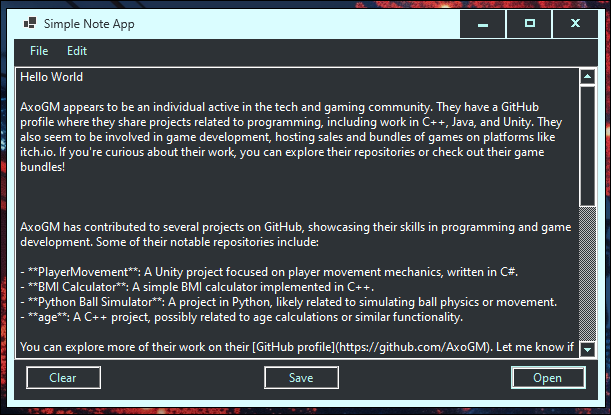 Simple Note App
File Edit
Hello World
AxoGM appears to be an individual active in the tech and gaming community. They have a GitHub
profile where they share projects related to programming, including work in C++, Java, and Unity. They
also seem to be involved in game development, hosting sales and bundles of games on platforms like
itch.io. If you're curious about their work, you can explore their repositories or check out their game
bundles!
AxoGM has contributed to several projects on GitHub, showcasing their skills in programming and game
development. Some of their notable repositories include:
- **PlayerMovement**: A Unity project focused on player movement mechanics, written in C#.
- **BMI Calculator**: A simple BMI calculator implemented in C++.
- **Python Ball Simulator**: A project in Python, likely related to simulating ball physics or movement.
- **age**: A C++ project, possibly related to age calculations or similar functionality.
You can explore more of their work on their [GitHub profile](https://github.com/AxoGM). Let me know if
Clear Save Open